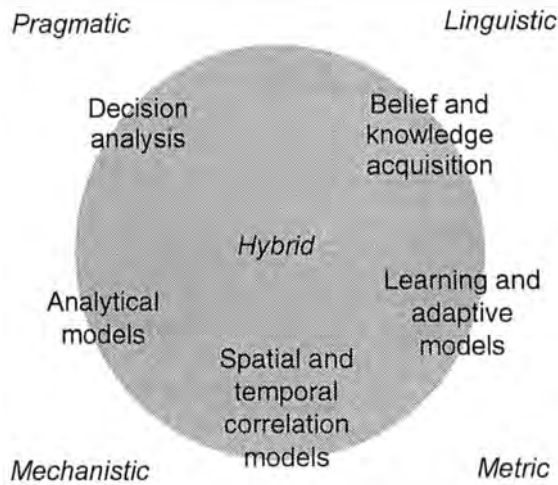 Pragmatic
Linguistic
Decision
analysis
Belief and
knowledge
acquisition
Hybrid
Analytical
models
Learning and
adaptive
models
Spatial and
temporal
correlation
models
Mechanistic
Metric